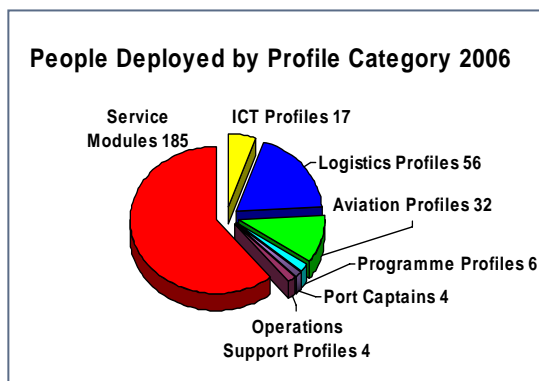 People Deployed by Profile Category 2006
Service
Modules 185
ICT Profiles 17
Logistics Profiles 56
Aviation Profiles 32
Programme Profiles 6
Port Captains 4
Operations
Support Profiles 4